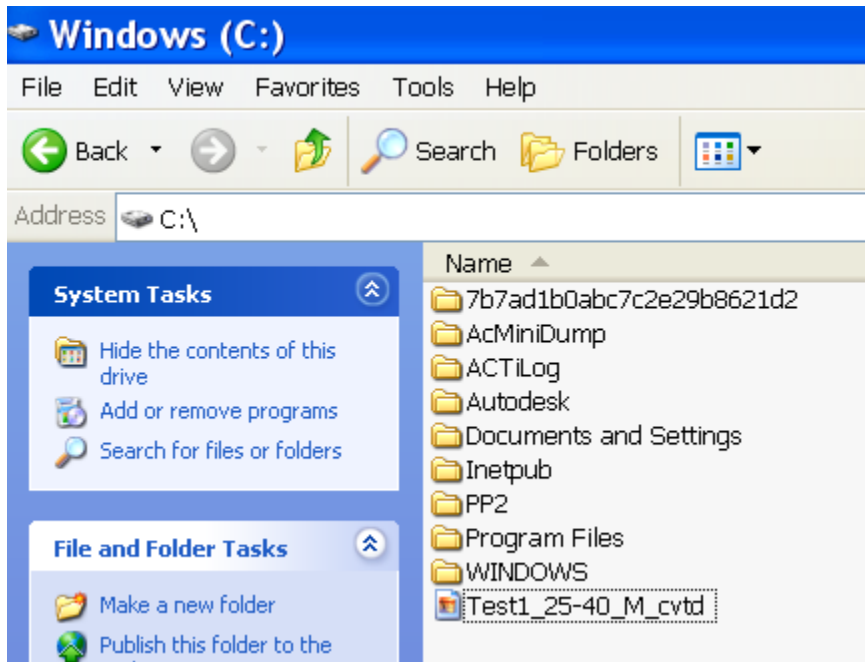 Windows (C:)
File Edit View Favorites Tools Help
Back Search Folders
Address C:\
System Tasks
Hide the contents of this
drive
Add or remove programs
Search for files or folders
File and Folder Tasks
Make a new folder
Publish this folder to the
Name
7b7ad1b0abc7c2e29b8621d2
AcMiniDump
ACTiLog
Autodesk
Documents and Settings
Inetpub
PP2
Program Files
WINDOWS
Test1_25-40_M_cvtd